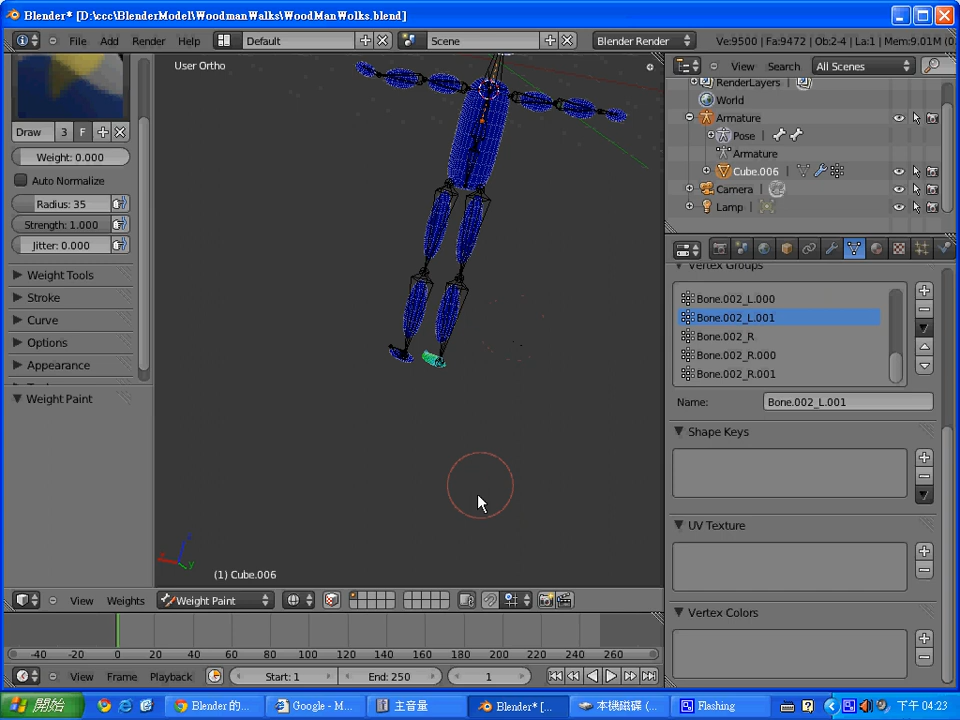 Blender* [D:\ccc\BlenderModel\WoodmanWalks\WoodManWolks.blend]
File Add Render Help Default Scene Blender Render Ve:9500 | Fa:9472 | Ob:2-4 | La:1 | Mem:9.01M (0
User Ortho
View Search All Scenes
RenderLayers
World
Armature
Pose
Armature
Cube.006
Camera
Lamp
Draw 3 F
Weight: 0.000
Auto Normalize
Radius: 35
Strength: 1.000
Jitter: 0.000
Weight Tools
Stroke
Curve
Options
Appearance
Weight Paint
Vertex Groups
Bone.002_L.000
Bone.002_L.001
Bone.002_R
Bone.002_R.000
Bone.002_R.001
Name: Bone.002_L.001
Shape Keys
UV Texture
Vertex Colors
x
y
(1) Cube.006
View Weights Weight Paint
-40 -20 0 20 40 60 80 100 120 140 160 180 200 220 240 260
View Frame Playback Start: 1 End: 250 1
開始 Blender 的... Google - M... 主音量 Blender* [... 本機磁碟 (... Flashing 下午 04:23